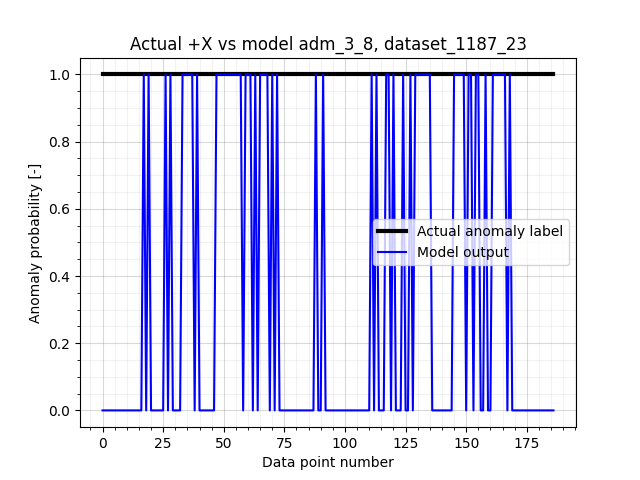 Actual +X vs model adm_3_8, dataset_1187_23
1.0
0.8
0.6
0.4
0.2
0.0
Anomaly probability [-]
Actual anomaly label
Model output
0 25 50 75 100 125 150 175
Data point number